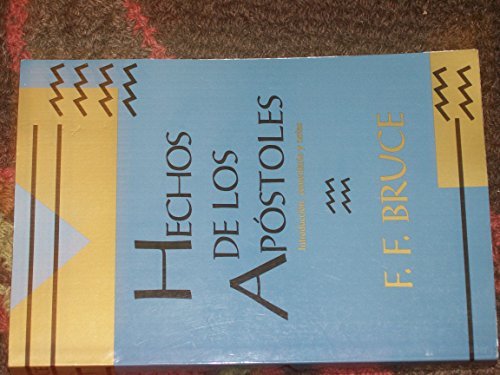 HECHOS
DE LOS
APÓSTOLES
Introducción, comentario y notas
F. F. BRUCE